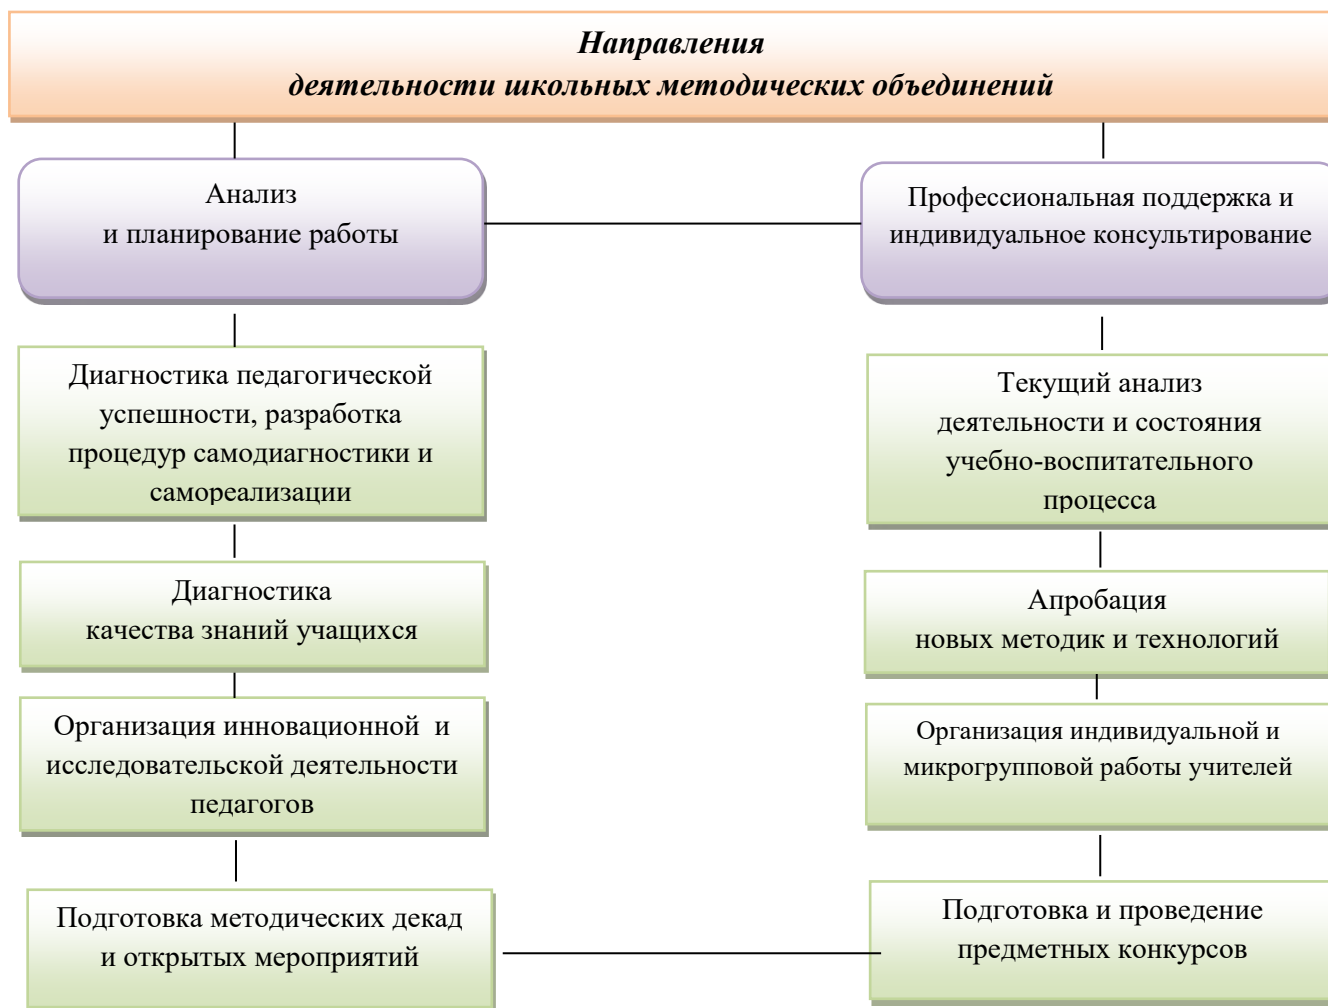 Направления
деятельности школьных методических объединений
Анализ
и планирование работы
Профессиональная поддержка и
индивидуальное консультирование
Диагностика педагогической
успешности, разработка
процедур самодиагностики и
самореализации
Текущий анализ
деятельности и состояния
учебно-воспитательного
процесса
Диагностика
качества знаний учащихся
Апробация
новых методик и технологий
Организация инновационной и
исследовательской деятельности
педагогов
Организация индивидуальной и
микрогрупповой работы учителей
Подготовка методических декад
и открытых мероприятий
Подготовка и проведение
предметных конкурсов